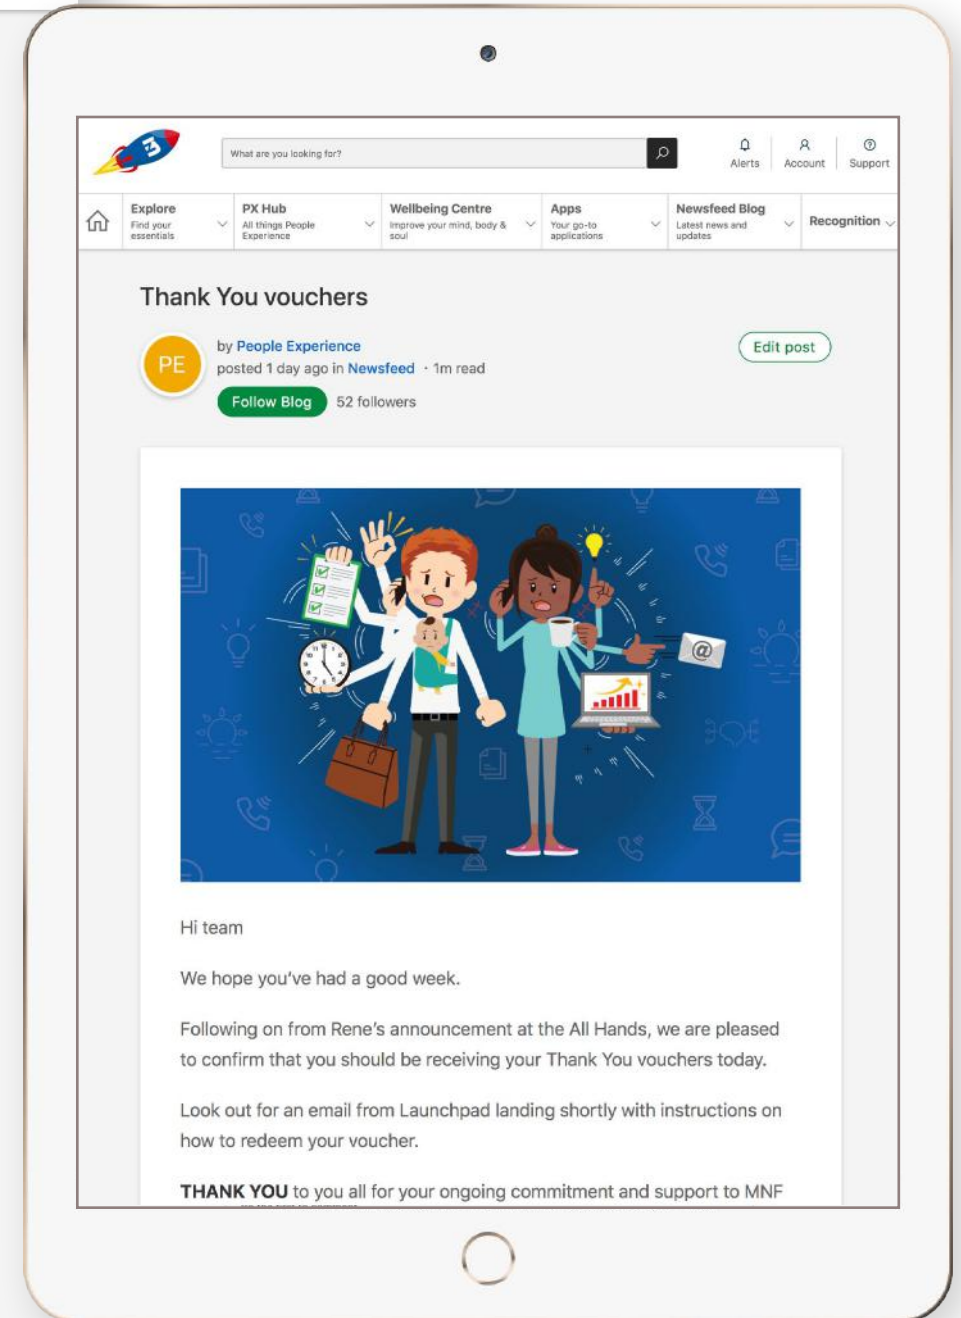 3
What are you looking for?
Alerts
Account
Support
Explore
Find your
essentials
PX Hub
All things People
Experience
Wellbeing Centre
Improve your mind, body &
soul
Apps
Your go-to
applications
Newsfeed Blog
Latest news and
updates
Recognition
Thank You vouchers
PE
by People Experience
posted 1 day ago in Newsfeed · 1m read
Edit post
Follow Blog
52 followers
@
Hi team
We hope you've had a good week.
Following on from Rene's announcement at the All Hands, we are pleased
to confirm that you should be receiving your Thank You vouchers today.
Look out for an email from Launchpad landing shortly with instructions on
how to redeem your voucher.
THANK YOU to you all for your ongoing commitment and support to MNF